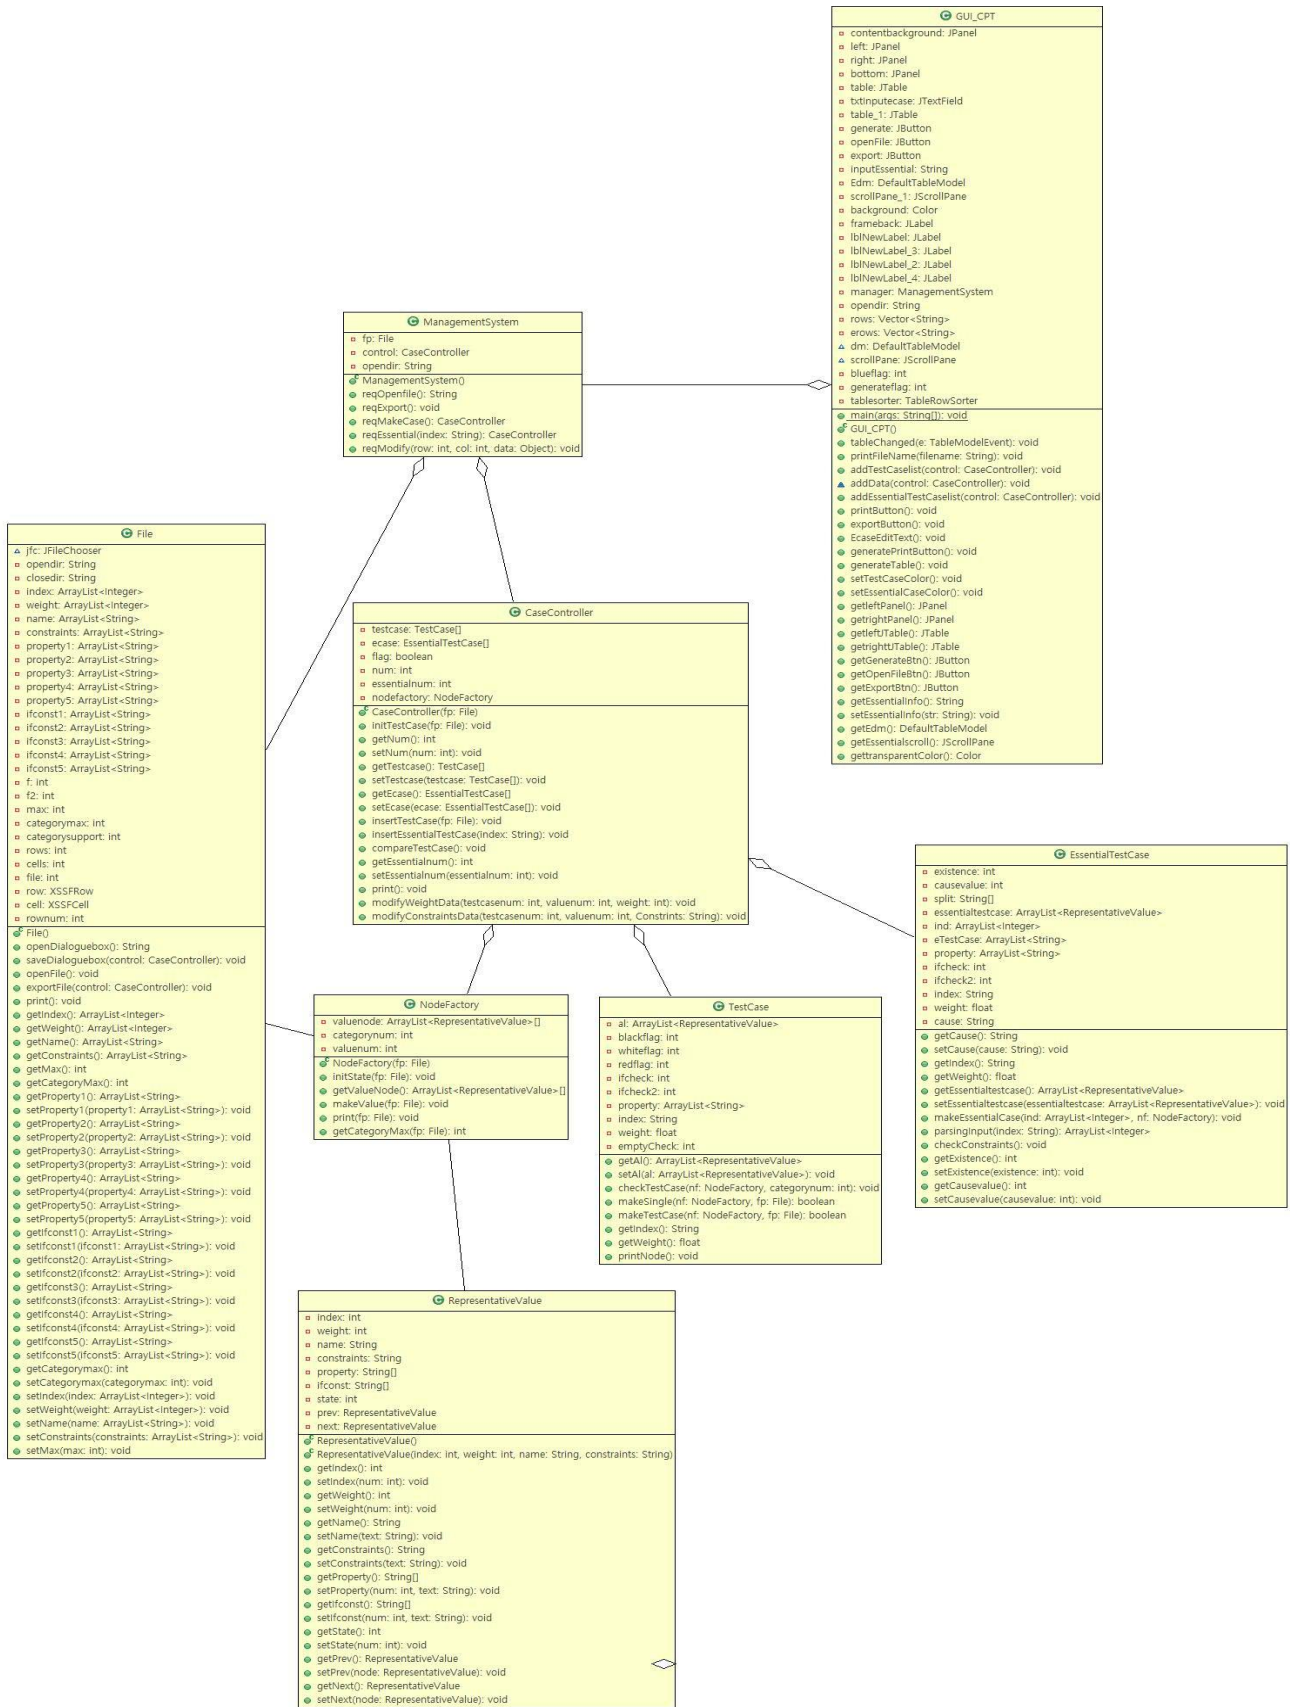 GUI_CPT
contentbackground: JPanel
left: JPanel
right: JPanel
bottom: JPanel
table: JTable
txtInputecase: JTextField
table_1: JTable
generate: JButton
openFile: JButton
export: JButton
inputEssential: String
Edm: DefaultTableModel
scrollPane_1: JScrollPane
background: Color
frameback: JLabel
lblNewLabel: JLabel
lblNewLabel_3: JLabel
lblNewLabel_2: JLabel
lblNewLabel_4: JLabel
manager: ManagementSystem
opendir: String
rows: Vector<String>
erows: Vector<String>
dm: DefaultTableModel
scrollPane: JScrollPane
blueflag: int
generateflag: int
tablesorter: TableRowSorter
main(args: String[]): void
GUI_CPT()
tableChanged(e: TableModelEvent): void
printFileName(filename: String): void
addTestCaselist(control: CaseController): void
addData(control: CaseController): void
addEssentialTestCaselist(control: CaseController): void
printButton(): void
exportButton(): void
EcaseEditText(): void
generatePrintButton(): void
generateTable(): void
setTestCaseColor(): void
setEssentialCaseColor(): void
getleftPanel(): JPanel
getrightPanel(): JPanel
getleftJTable(): JTable
getrighttJTable(): JTable
getGenerateBtn(): JButton
getOpenFileBtn(): JButton
getExportBtn(): JButton
getEssentialInfo(): String
setEssentialInfo(str: String): void
getEdm(): DefaultTableModel
getEssentialscroll(): JScrollPane
gettransparentColor(): Color
ManagementSystem
fp: File
control: CaseController
opendir: String
ManagementSystem()
reqOpenfile(): String
reqExport(): void
reqMakeCase(): CaseController
reqEssential(index: String): CaseController
reqModify(row: int, col: int, data: Object): void
File
jfc: JFileChooser
opendir: String
closedir: String
index: ArrayList<Integer>
weight: ArrayList<Integer>
name: ArrayList<String>
constraints: ArrayList<String>
property1: ArrayList<String>
property2: ArrayList<String>
property3: ArrayList<String>
property4: ArrayList<String>
property5: ArrayList<String>
ifconst1: ArrayList<String>
ifconst2: ArrayList<String>
ifconst3: ArrayList<String>
ifconst4: ArrayList<String>
ifconst5: ArrayList<String>
f: int
f2: int
max: int
categorymax: int
categorysupport: int
rows: int
cells: int
file: int
row: XSSFRow
cell: XSSFCell
rownum: int
File()
openDialoguebox(): String
saveDialoguebox(control: CaseController): void
openFile(): void
exportFile(control: CaseController): void
print(): void
getIndex(): ArrayList<Integer>
getWeight(): ArrayList<Integer>
getName(): ArrayList<String>
getConstraints(): ArrayList<String>
getMax(): int
getCategoryMax(): int
getProperty1(): ArrayList<String>
setProperty1(property1: ArrayList<String>): void
getProperty2(): ArrayList<String>
setProperty2(property2: ArrayList<String>): void
getProperty3(): ArrayList<String>
setProperty3(property3: ArrayList<String>): void
getProperty4(): ArrayList<String>
setProperty4(property4: ArrayList<String>): void
getProperty5(): ArrayList<String>
setProperty5(property5: ArrayList<String>): void
getIfconst1(): ArrayList<String>
setIfconst1(ifconst1: ArrayList<String>): void
getIfconst2(): ArrayList<String>
setIfconst2(ifconst2: ArrayList<String>): void
getIfconst3(): ArrayList<String>
setIfconst3(ifconst3: ArrayList<String>): void
getIfconst4(): ArrayList<String>
setIfconst4(ifconst4: ArrayList<String>): void
getIfconst5(): ArrayList<String>
setIfconst5(ifconst5: ArrayList<String>): void
getCategorymax(): int
setCategorymax(categorymax: int): void
setIndex(index: ArrayList<Integer>): void
setWeight(weight: ArrayList<Integer>): void
setName(name: ArrayList<String>): void
setConstraints(constraints: ArrayList<String>): void
setMax(max: int): void
CaseController
testcase: TestCase[]
ecase: EssentialTestCase[]
flag: boolean
num: int
essentialnum: int
nodefactory: NodeFactory
CaseController(fp: File)
initTestCase(fp: File): void
getNum(): int
setNum(num: int): void
getTestcase(): TestCase[]
setTestcase(testcase: TestCase[]): void
getEcase(): EssentialTestCase[]
setEcase(ecase: EssentialTestCase[]): void
insertTestCase(fp: File): void
insertEssentialTestCase(index: String): void
compareTestCase(): void
getEssentialnum(): int
setEssentialnum(essentialnum: int): void
print(): void
modifyWeightData(testcasenum: int, valuenum: int, weight: int): void
modifyConstraintsData(testcasenum: int, valuenum: int, Constrints: String): void
EssentialTestCase
existence: int
causevalue: int
split: String[]
essentialtestcase: ArrayList<RepresentativeValue>
ind: ArrayList<Integer>
eTestCase: ArrayList<String>
property: ArrayList<String>
ifcheck: int
ifcheck2: int
index: String
weight: float
cause: String
getCause(): String
setCause(cause: String): void
getIndex(): String
getWeight(): float
getEssentialtestcase(): ArrayList<RepresentativeValue>
setEssentialtestcase(essentialtestcase: ArrayList<RepresentativeValue>): void
makeEssentialCase(ind: ArrayList<Integer>, nf: NodeFactory): void
parsingInput(index: String): ArrayList<Integer>
checkConstraints(): void
getExistence(): int
setExistence(existence: int): void
getCausevalue(): int
setCausevalue(causevalue: int): void
NodeFactory
valuenode: ArrayList<RepresentativeValue>[]
categorynum: int
valuenum: int
NodeFactory(fp: File)
initState(fp: File): void
getValueNode(): ArrayList<RepresentativeValue>[]
makeValue(fp: File): void
print(fp: File): void
getCategoryMax(fp: File): int
TestCase
al: ArrayList<RepresentativeValue>
blackflag: int
whiteflag: int
redflag: int
ifcheck: int
ifcheck2: int
property: ArrayList<String>
index: String
weight: float
emptyCheck: int
getAl(): ArrayList<RepresentativeValue>
setAl(al: ArrayList<RepresentativeValue>): void
checkTestCase(nf: NodeFactory, categorynum: int): void
makeSingle(nf: NodeFactory, fp: File): boolean
makeTestCase(nf: NodeFactory, fp: File): boolean
getIndex(): String
getWeight(): float
printNode(): void
RepresentativeValue
index: int
weight: int
name: String
constraints: String
property: String[]
ifconst: String[]
state: int
prev: RepresentativeValue
next: RepresentativeValue
RepresentativeValue()
RepresentativeValue(index: int, weight: int, name: String, constraints: String)
getIndex(): int
setIndex(num: int): void
getWeight(): int
setWeight(num: int): void
getName(): String
setName(text: String): void
getConstraints(): String
setConstraints(text: String): void
getProperty(): String[]
setProperty(num: int, text: String): void
getIfconst(): String[]
setIfconst(num: int, text: String): void
getState(): int
setState(num: int): void
getPrev(): RepresentativeValue
setPrev(node: RepresentativeValue): void
getNext(): RepresentativeValue
setNext(node: RepresentativeValue): void